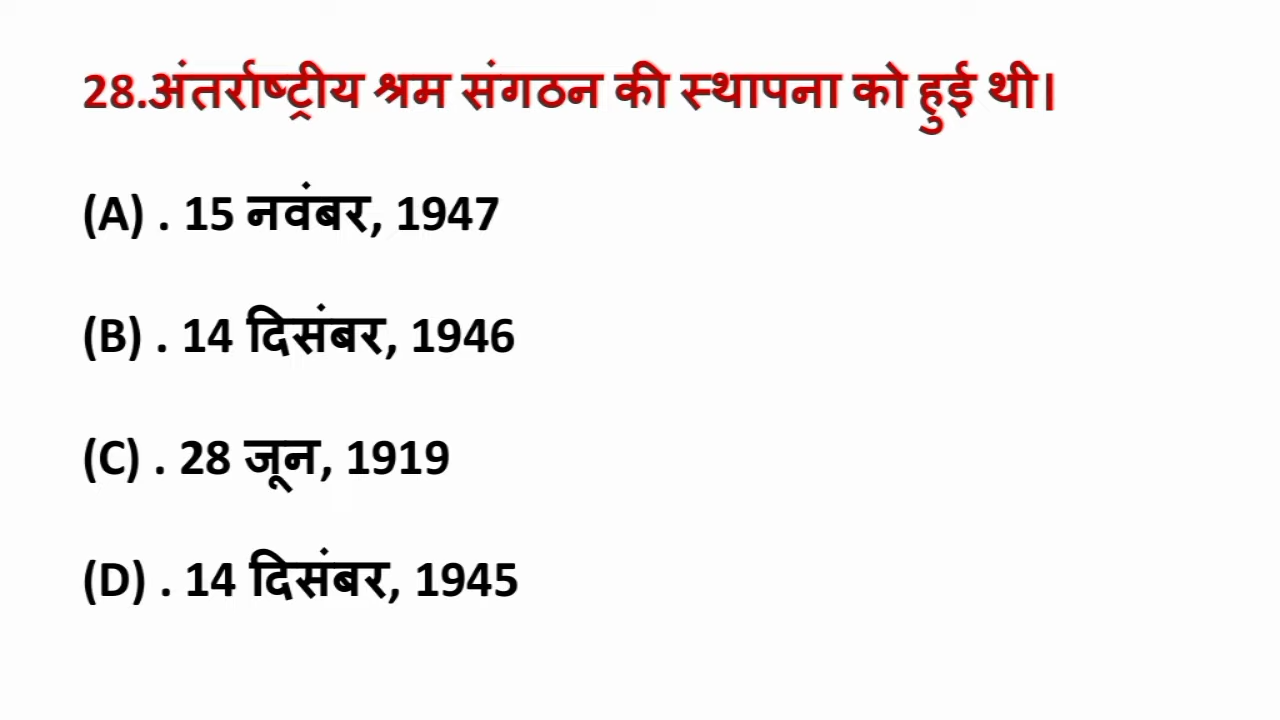 28.अंतर्राष्ट्रीय श्रम संगठन की स्थापना को हुई थी।
(A) . 15 नवंबर, 1947
(B) . 14 दिसंबर, 1946
(C) . 28 जून, 1919
(D) . 14 दिसंबर, 1945